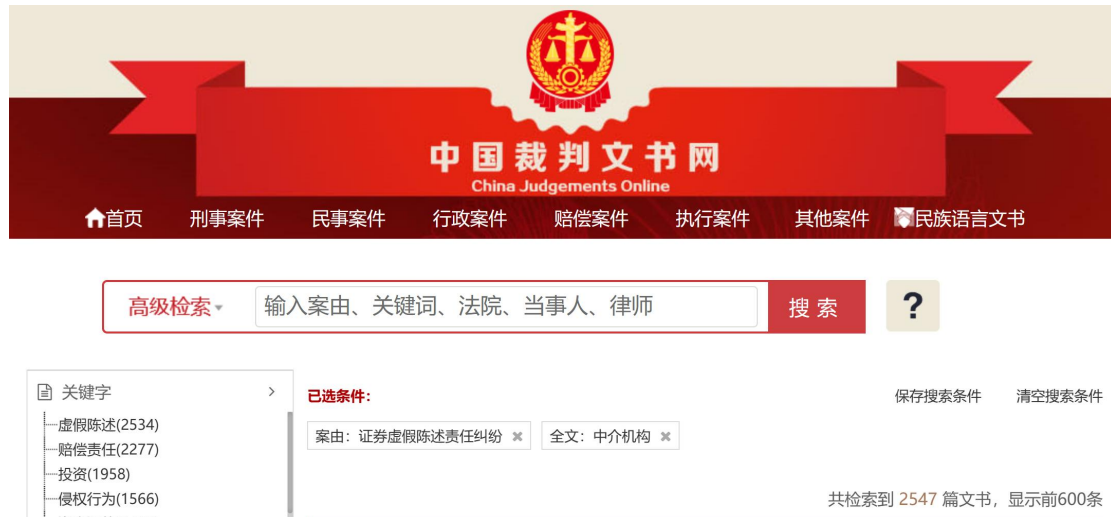 中国裁判文书网
China Judgements Online
首页 刑事案件 民事案件 行政案件 赔偿案件 执行案件 其他案件 民族语言文书
高级检索 输入案由、关键词、法院、当事人、律师 搜索 ?
关键字 >
已选条件： 保存搜索条件 清空搜索条件
虚假陈述(2534)
案由：证券虚假陈述责任纠纷 × 全文：中介机构 ×
赔偿责任(2277)
投资(1958)
侵权行为(1566)
共检索到 2547 篇文书，显示前600条